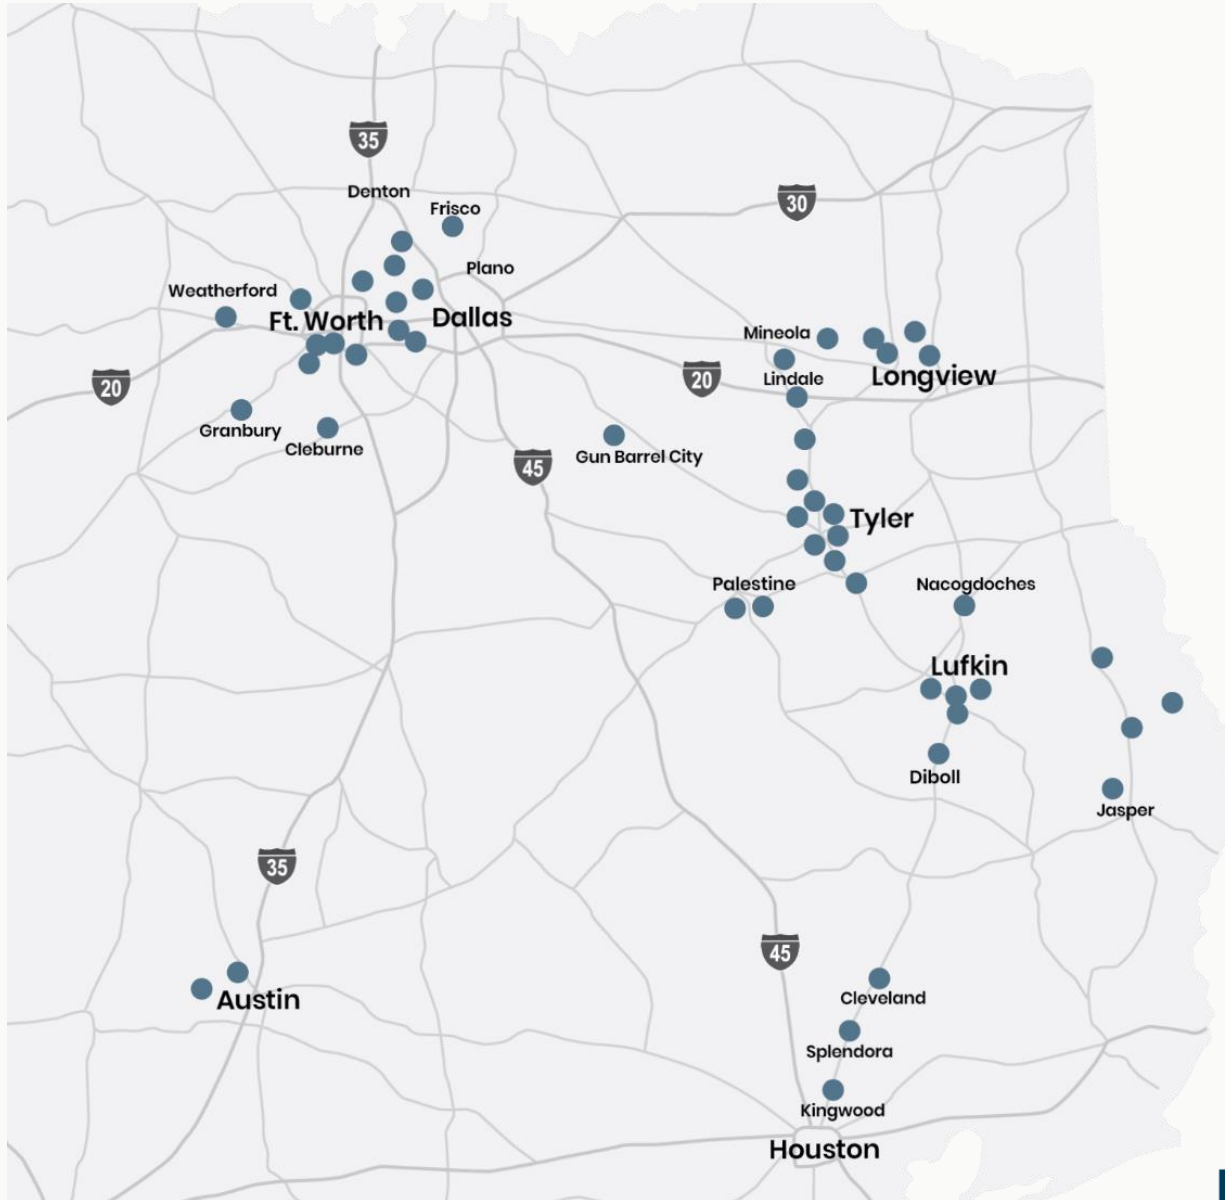 35
Denton
Frisco
30
Plano
Weatherford
Ft. Worth
Dallas
Mineola
Lindale
Longview
20
20
Granbury
Cleburne
Gun Barrel City
45
Tyler
Palestine
Nacogdoches
Lufkin
Diboll
Jasper
35
45
Austin
Cleveland
Splendora
Kingwood
Houston